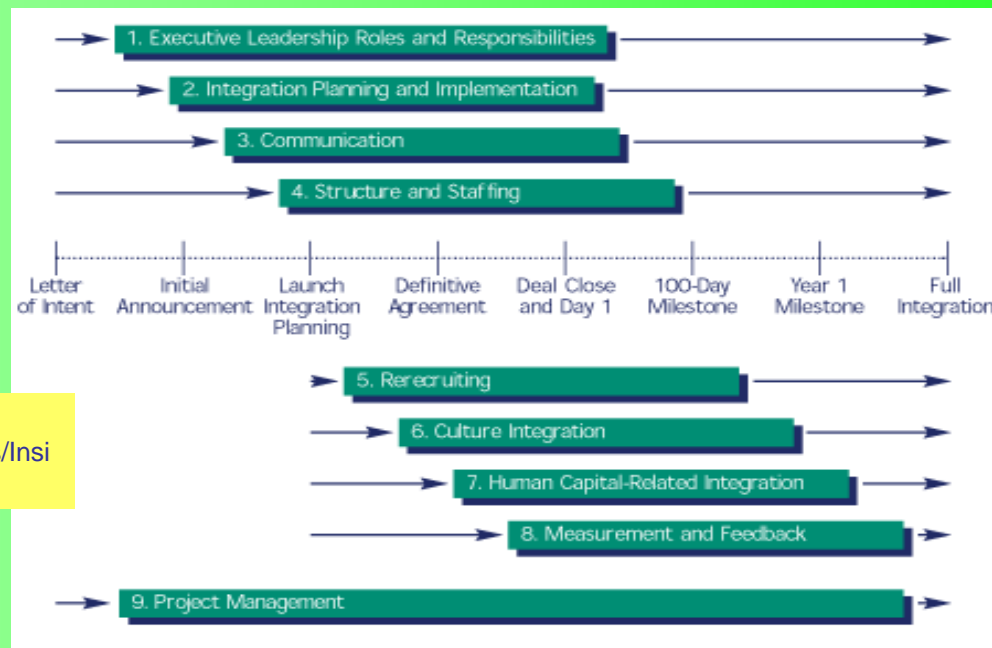 1. Executive Leadership Roles and Responsibilities
2. Integration Planning and Implementation
3. Communication
4. Structure and Staffing
Letter of Intent
Initial Announcement
Launch Integration Planning
Definitive Agreement
Deal Close and Day 1
100-Day Milestone
Year 1 Milestone
Full Integration
5. Rerecruiting
/Insi
6. Culture Integration
7. Human Capital-Related Integration
8. Measurement and Feedback
9. Project Management